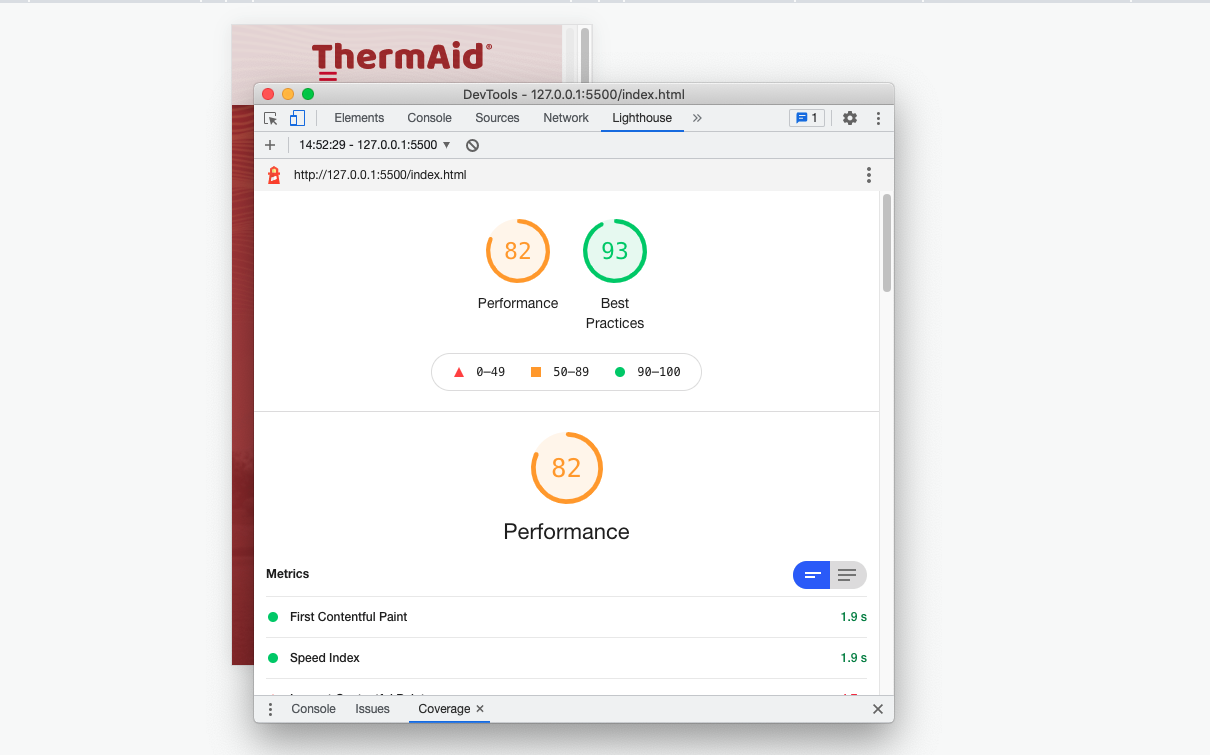 ThermAid®
DevTools - 127.0.0.1:5500/index.html
Elements Console Sources Network Lighthouse » 1
14:52:29 - 127.0.0.1:5500
http://127.0.0.1:5500/index.html
82 93
Performance Best
Practices
0–49 50–89 90–100
82
Performance
Metrics
First Contentful Paint 1.9 s
Speed Index 1.9 s
Console Issues Coverage